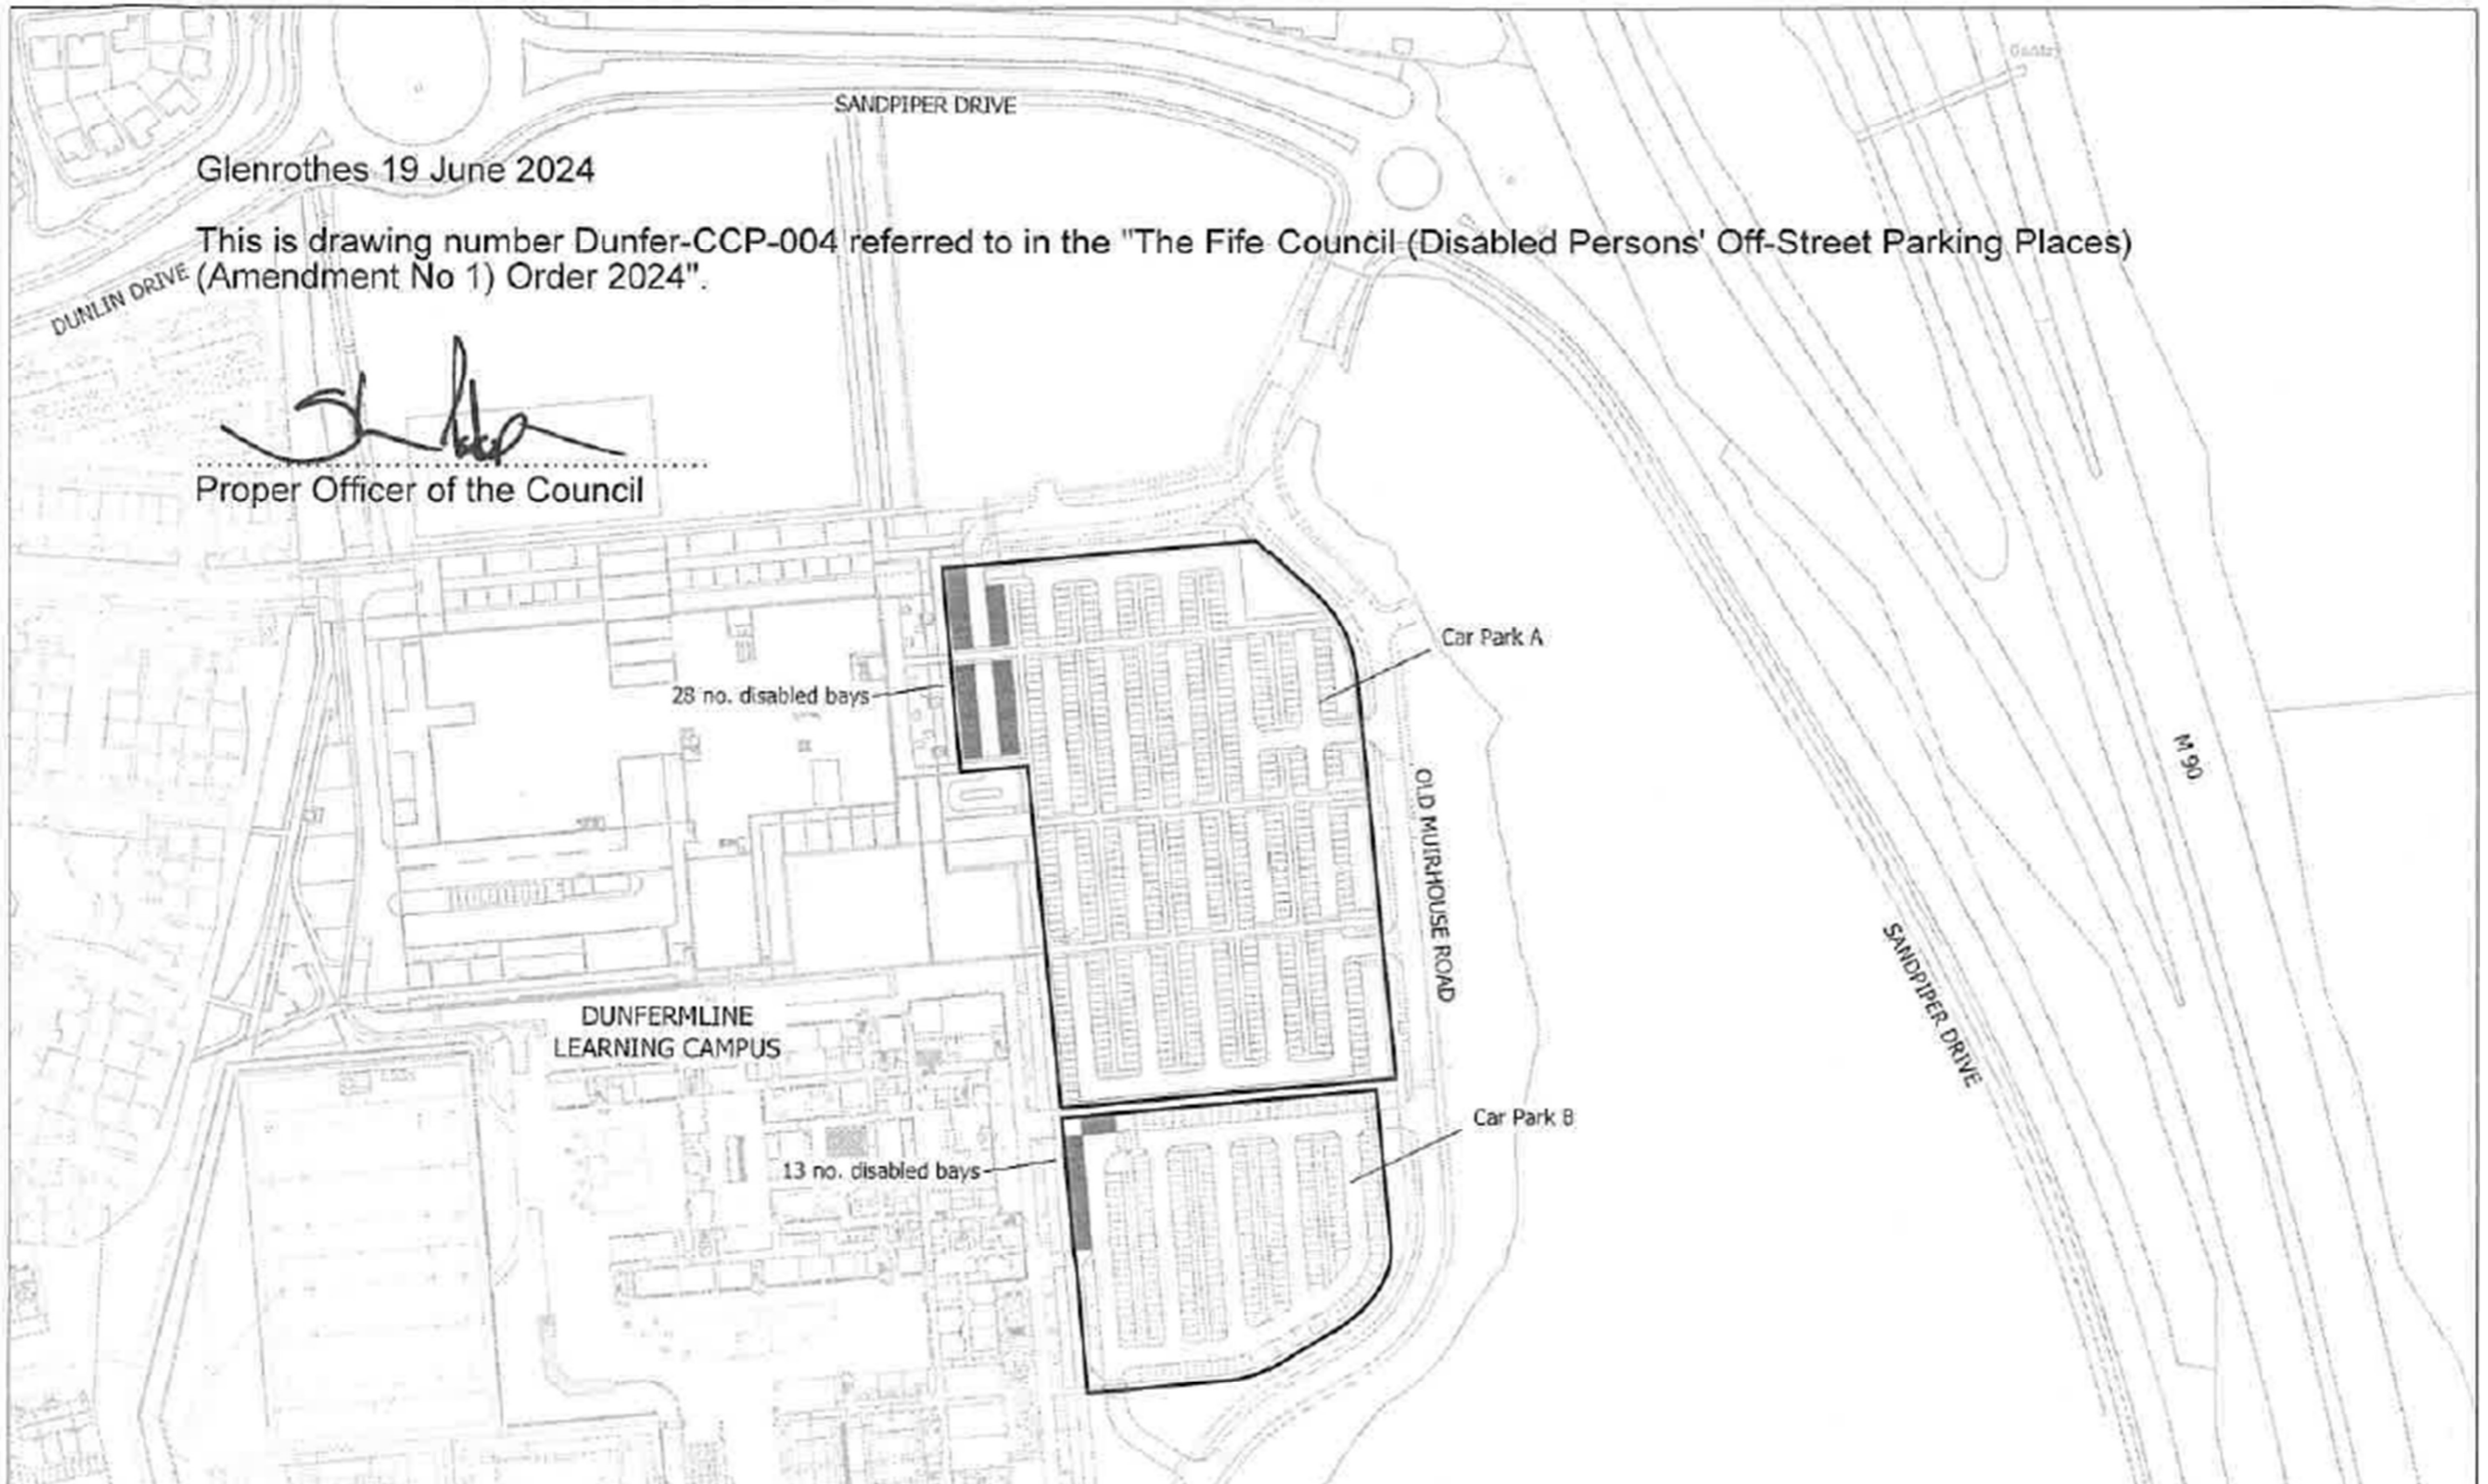 SANDPIPER DRIVE
Glenrothes 19 June 2024
This is drawing number Dunfer-CCP-004 referred to in the "The Fife Council (Disabled Persons' Off-Street Parking Places)
(Amendment No 1) Order 2024".
DUNLIN DRIVE
Proper Officer of the Council
Car Park A
28 no. disabled bays
M 90
OLD MUIRHOUSE ROAD
SANDPIPER DRIVE
DUNFERMLINE
LEARNING CAMPUS
Car Park B
13 no. disabled bays